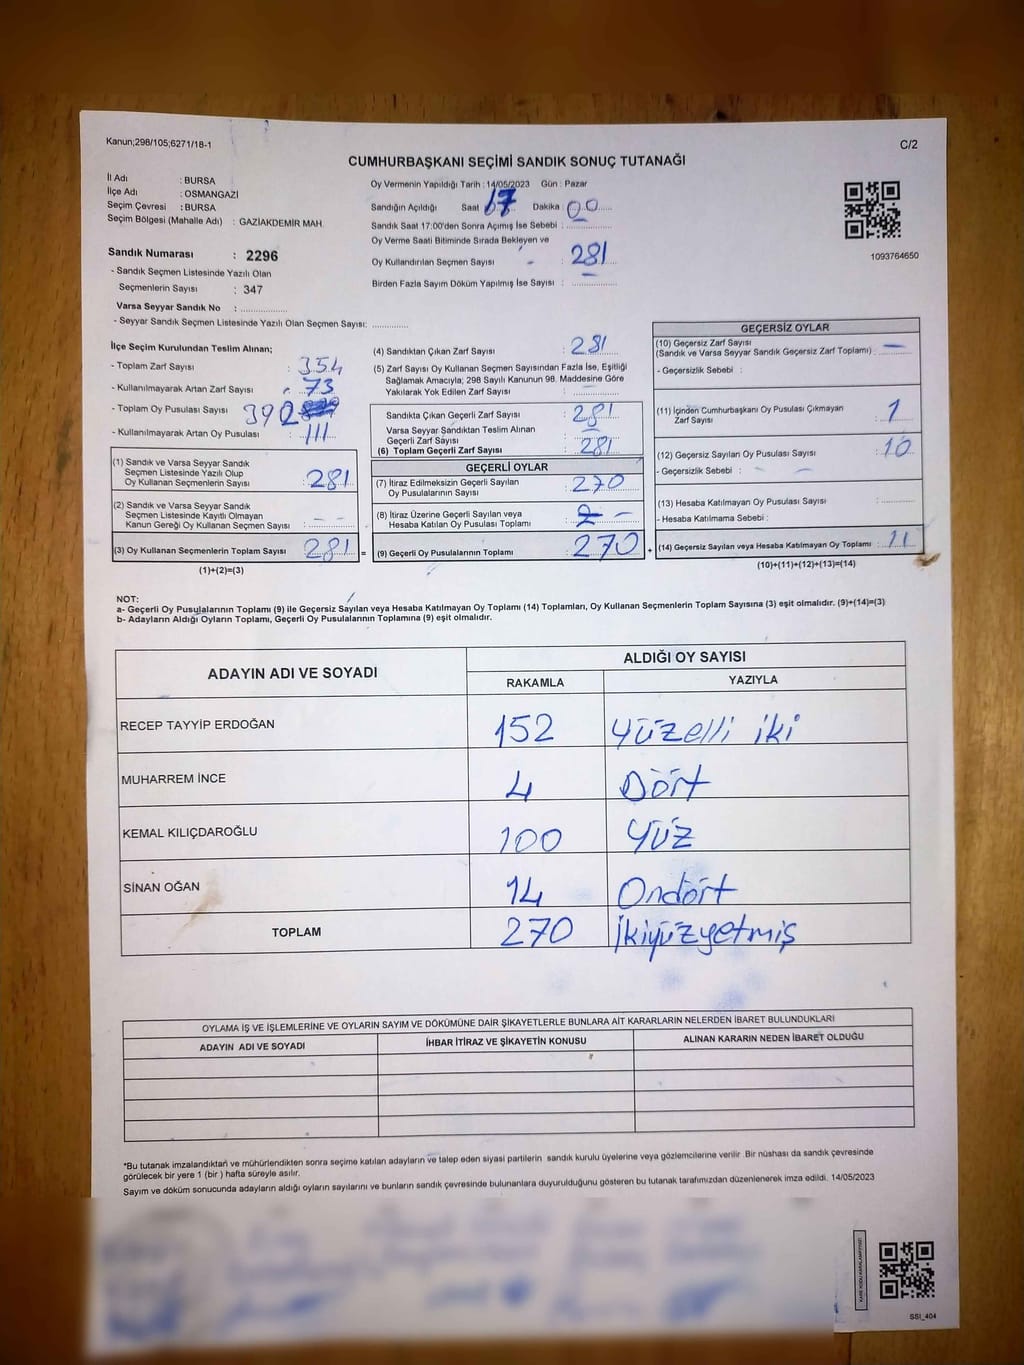 Kanun;298/105;6271/18-1
C/2
CUMHURBAŞKANI SEÇİMİ SANDIK SONUÇ TUTANAĞI
İl Adı : BURSA
İlçe Adı : OSMANGAZİ
Seçim Çevresi : BURSA
Seçim Bölgesi (Mahalle Adı) : GAZİAKDEMİR MAH.
Sandık Numarası : 2296
- Sandık Seçmen Listesinde Yazılı Olan
Seçmenlerin Sayısı : 347
Varsa Seyyar Sandık No : ..............
- Seyyar Sandık Seçmen Listesinde Yazılı Olan Seçmen Sayısı: ............
Oy Vermenin Yapıldığı Tarih : 14/05/2023 Gün : Pazar
Sandığın Açıldığı Saat 17 Dakika : 00
Sandık Saat 17:00'den Sonra Açımış İse Sebebi : ..............
Oy Verme Saati Bitiminde Sırada Bekleyen ve
Oy Kullandırılan Seçmen Sayısı - 281
Birden Fazla Sayım Döküm Yapılmış İse Sayısı : ..............
1093764650
İlçe Seçim Kurulundan Teslim Alınan;
- Toplam Zarf Sayısı : 354
- Kullanılmayarak Artan Zarf Sayısı : 73
- Toplam Oy Pusulası Sayısı 392
- Kullanılmayarak Artan Oy Pusulası : 111
(1) Sandık ve Varsa Seyyar Sandık
Seçmen Listesinde Yazılı Olup
Oy Kullanan Seçmenlerin Sayısı : 281
(2) Sandık ve Varsa Seyyar Sandık
Seçmen Listesinde Kayıtlı Olmayan
Kanun Gereği Oy Kullanan Seçmen Sayısı : - -
(3) Oy Kullanan Seçmenlerin Toplam Sayısı : 281 =
(1)+(2)=(3)
(4) Sandıktan Çıkan Zarf Sayısı : 281
(5) Zarf Sayısı Oy Kullanan Seçmen Sayısından Fazla İse, Eşitliği
Sağlamak Amacıyla; 298 Sayılı Kanunun 98. Maddesine Göre
Yakılarak Yok Edilen Zarf Sayısı : ..............
Sandıkta Çıkan Geçerli Zarf Sayısı : 281
Varsa Seyyar Sandıktan Teslim Alınan
Geçerli Zarf Sayısı : -
(6) Toplam Geçerli Zarf Sayısı : 281
GEÇERLİ OYLAR
(7) İtiraz Edilmeksizin Geçerli Sayılan
Oy Pusulalarının Sayısı : 270
(8) İtiraz Üzerine Geçerli Sayılan veya
Hesaba Katılan Oy Pusulası Toplamı : -
(9) Geçerli Oy Pusulalarının Toplamı : 270 +
GEÇERSİZ OYLAR
(10) Geçersiz Zarf Sayısı
(Sandık ve Varsa Seyyar Sandık Geçersiz Zarf Toplamı) : -
- Geçersizlik Sebebi :
(11) İçinden Cumhurbaşkanı Oy Pusulası Çıkmayan
Zarf Sayısı : 1
(12) Geçersiz Sayılan Oy Pusulası Sayısı : 10
- Geçersizlik Sebebi : - -
(13) Hesaba Katılmayan Oy Pusulası Sayısı : ............
- Hesaba Katılmama Sebebi :
(14) Geçersiz Sayılan veya Hesaba Katılmayan Oy Toplamı : 11
(10)+(11)+(12)+(13)=(14)
NOT:
a- Geçerli Oy Pusulalarının Toplamı (9) ile Geçersiz Sayılan veya Hesaba Katılmayan Oy Toplamı (14) Toplamları, Oy Kullanan Seçmenlerin Toplam Sayısına (3) eşit olmalıdır. (9)+(14)=(3)
b- Adayların Aldığı Oyların Toplamı, Geçerli Oy Pusulalarının Toplamına (9) eşit olmalıdır.
ADAYIN ADI VE SOYADI ALDIĞI OY SAYISI
RAKAMLA YAZIYLA
RECEP TAYYİP ERDOĞAN 152 Yüzelli iki
MUHARREM İNCE 4 Dört
KEMAL KILIÇDAROĞLU 100 Yüz
SİNAN OĞAN 14 Ondört
TOPLAM 270 İkiyüzyetmiş
OYLAMA İŞ VE İŞLEMLERİNE VE OYLARIN SAYIM VE DÖKÜMÜNE DAİR ŞİKAYETLERLE BUNLARA AİT KARARLARIN NELERDEN İBARET BULUNDUKLARI
ADAYIN ADI VE SOYADI İHBAR İTİRAZ VE ŞİKAYETİN KONUSU ALINAN KARARIN NEDEN İBARET OLDUĞU
*Bu tutanak imzalandıktan ve mühürlendikten sonra seçime katılan adayların ve talep eden siyasi partilerin sandık kurulu üyelerine veya gözlemcilerine verilir. Bir nüshası da sandık çevresinde
görülecek bir yere 1 (bir) hafta süreyle asılır.
Sayım ve döküm sonucunda adayların aldığı oyların sayılarını ve bunların sandık çevresinde bulunanlara duyurulduğunu gösteren bu tutanak tarafımızdan düzenlenerek imza edildi. 14/05/2023
SSI_404